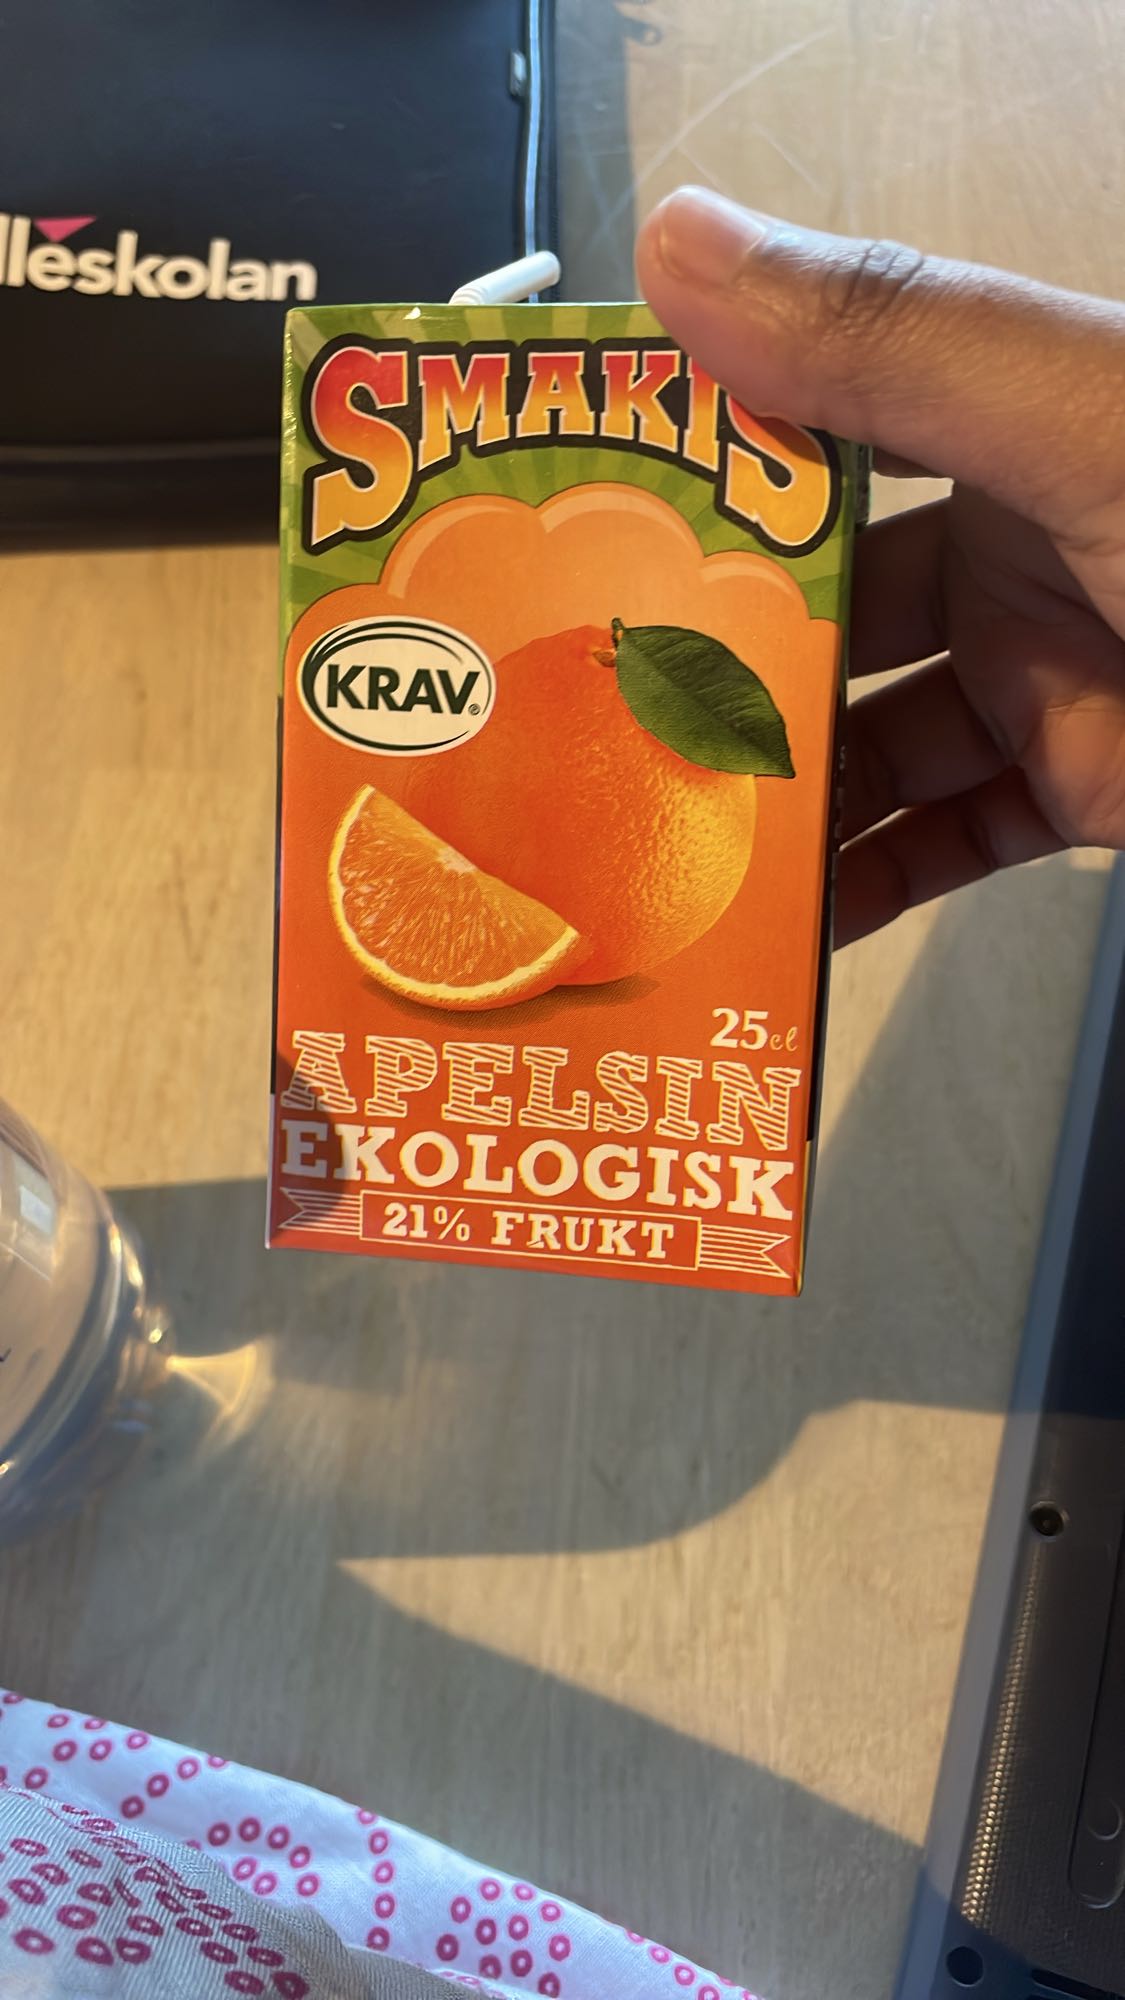 lleskolan
SMAKIS
KRAV®
25cl
APELSIN
EKOLOGISK
21% FRUKT